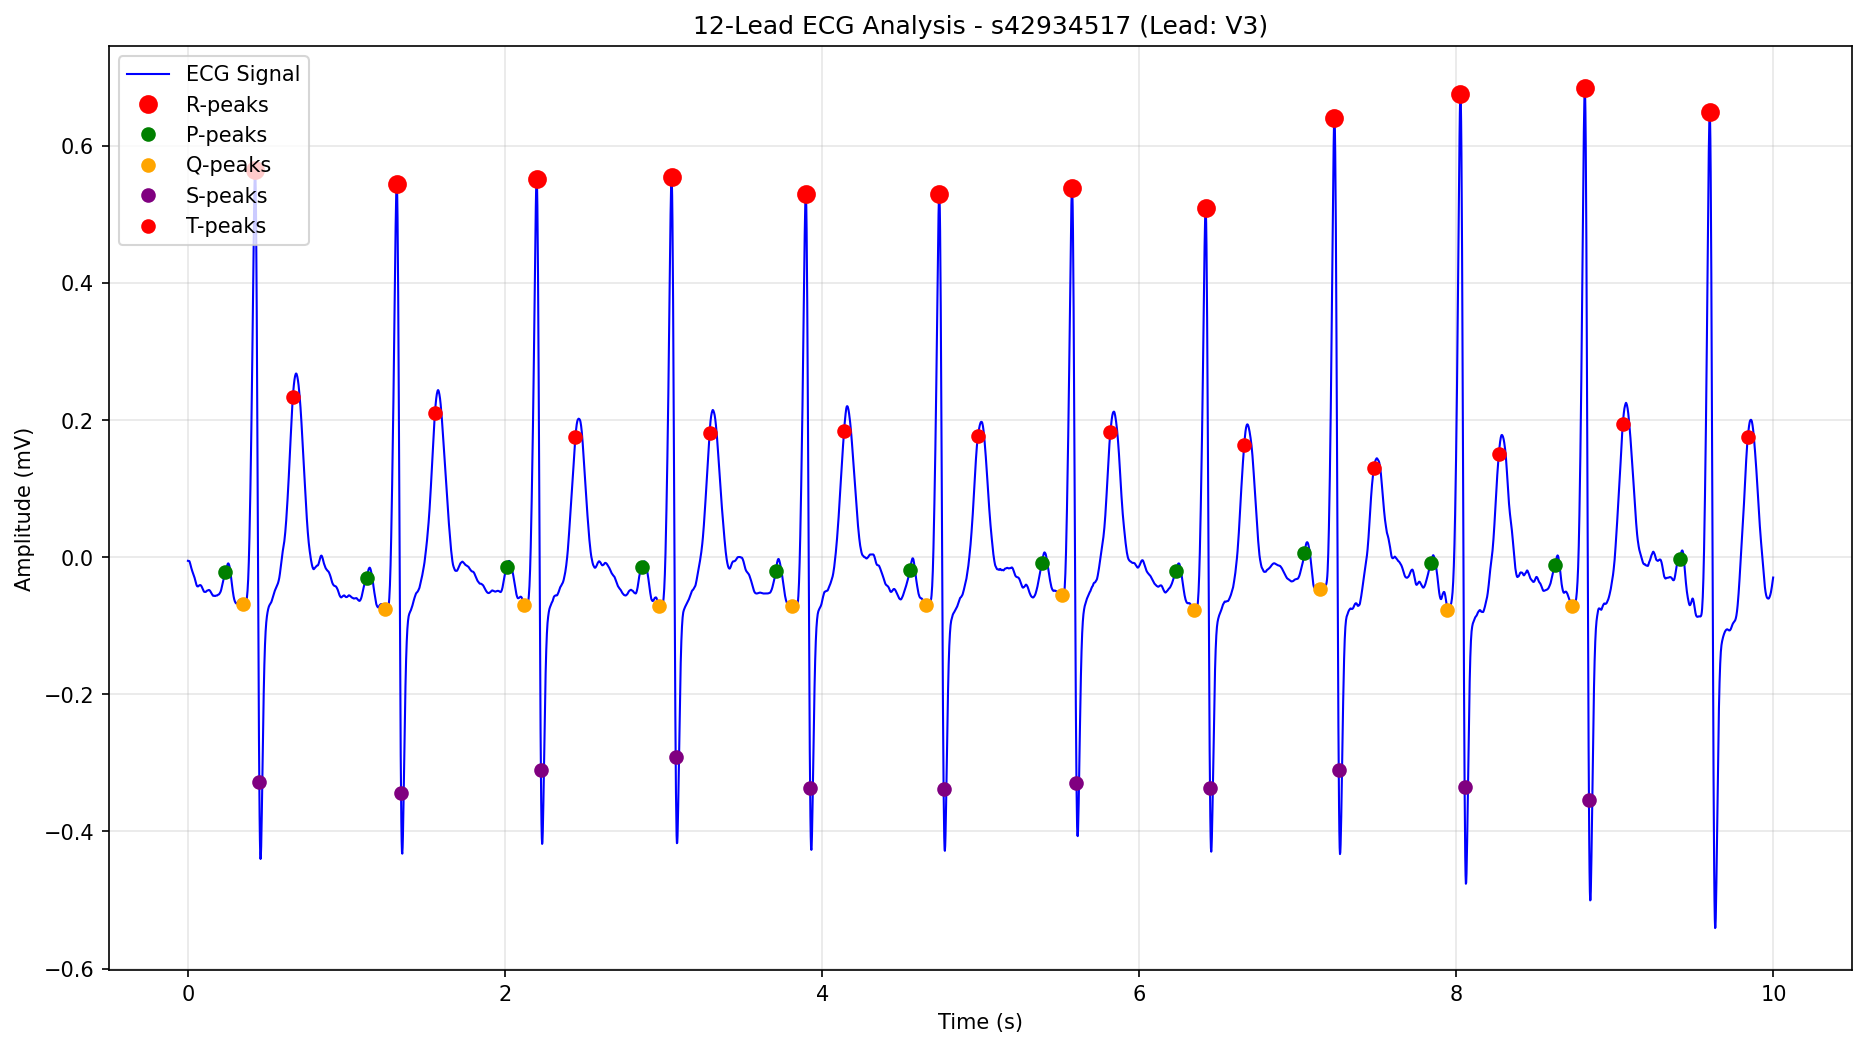 12-Lead ECG Analysis - s42934517 (Lead: V3)
ECG Signal
R-peaks
P-peaks
Q-peaks
S-peaks
T-peaks
Amplitude (mV)
0.6
0.4
0.2
0.0
−0.2
−0.4
−0.6
0 2 4 6 8 10
Time (s)